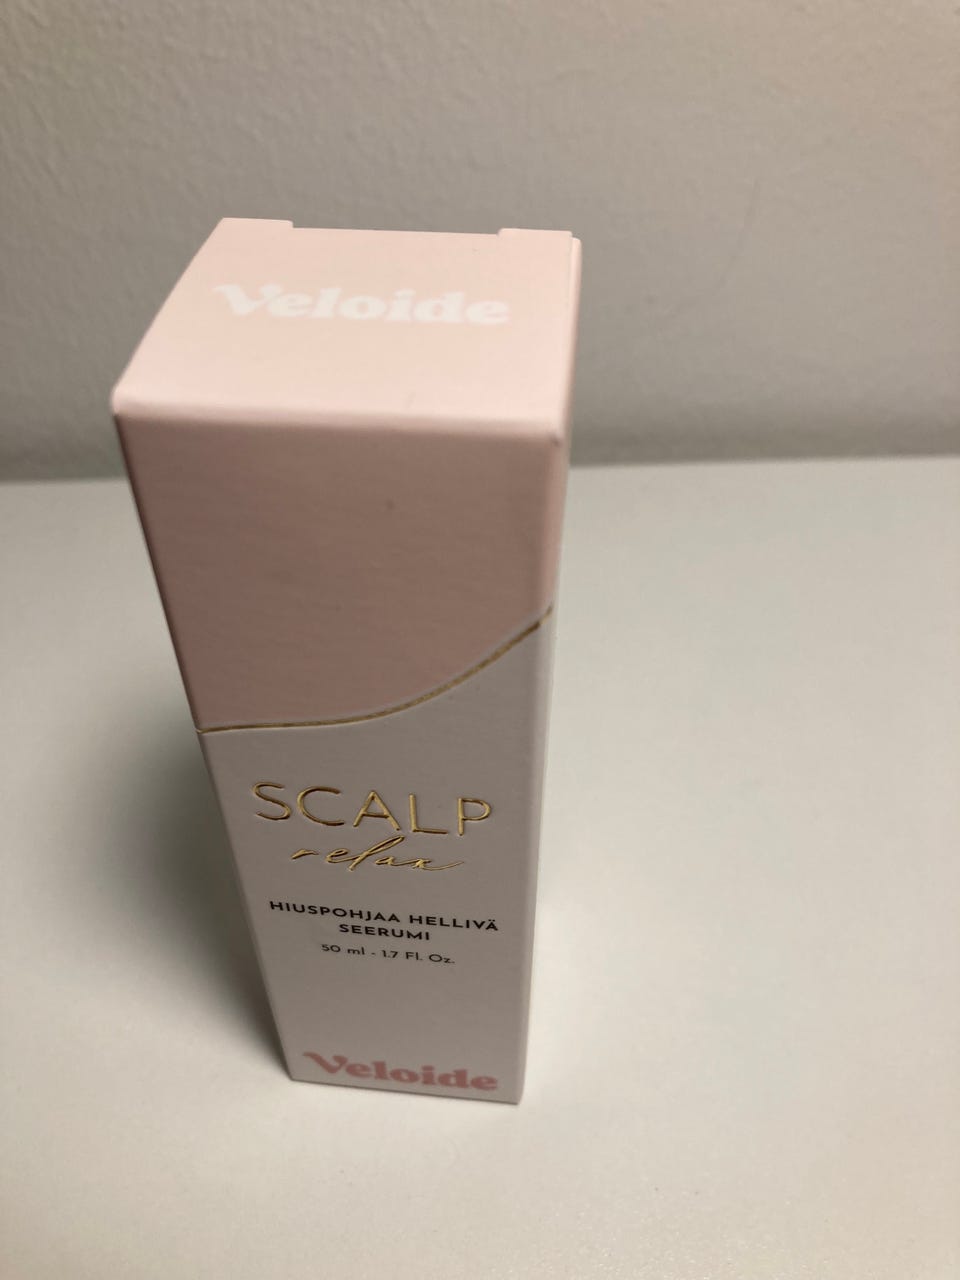 Veloide
SCALP
relax
HIUSPOHJAA HELLIVÄ
SEERUMI
50 ml - 1.7 Fl. Oz.
Veloide